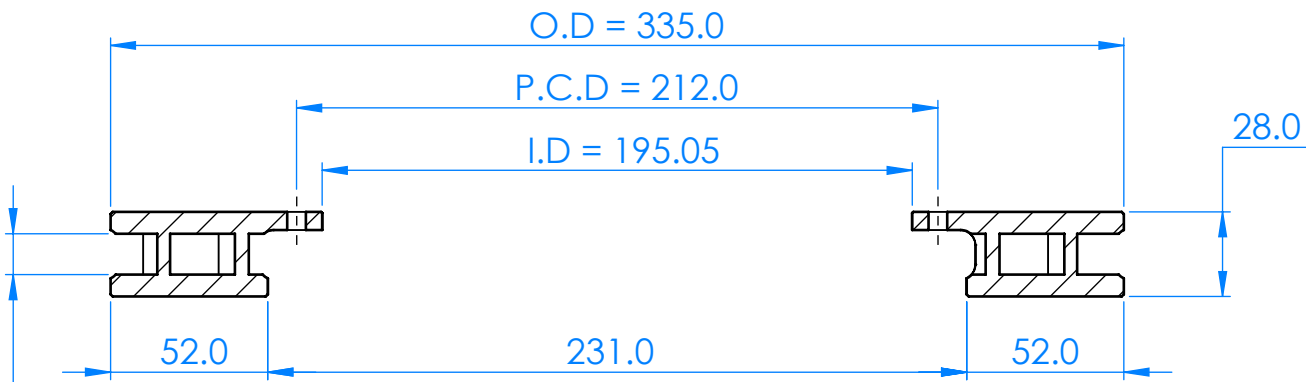 O.D = 335.0
P.C.D = 212.0
I.D = 195.05
28.0
52.0
231.0
52.0